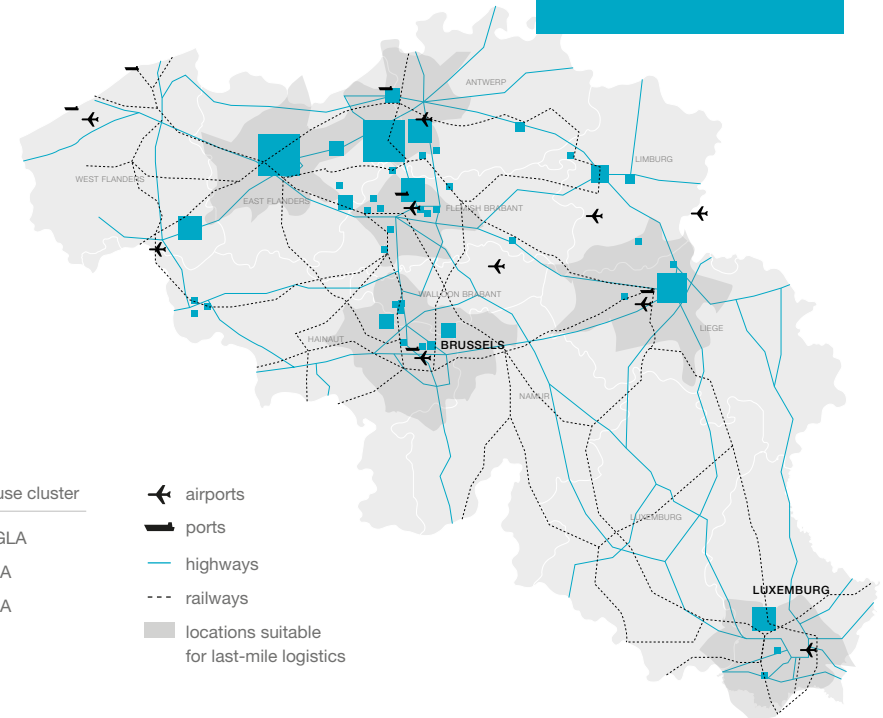 ANTWERP
LIMBURG
WEST FLANDERS
EAST FLANDERS
FLEMISH BRABANT
WALLOON BRABANT
LIEGE
HAINAUT
BRUSSELS
NAMUR
LUXEMBURG
LUXEMBURG
use cluster
GLA
A
A
airports
ports
highways
railways
locations suitable
for last-mile logistics